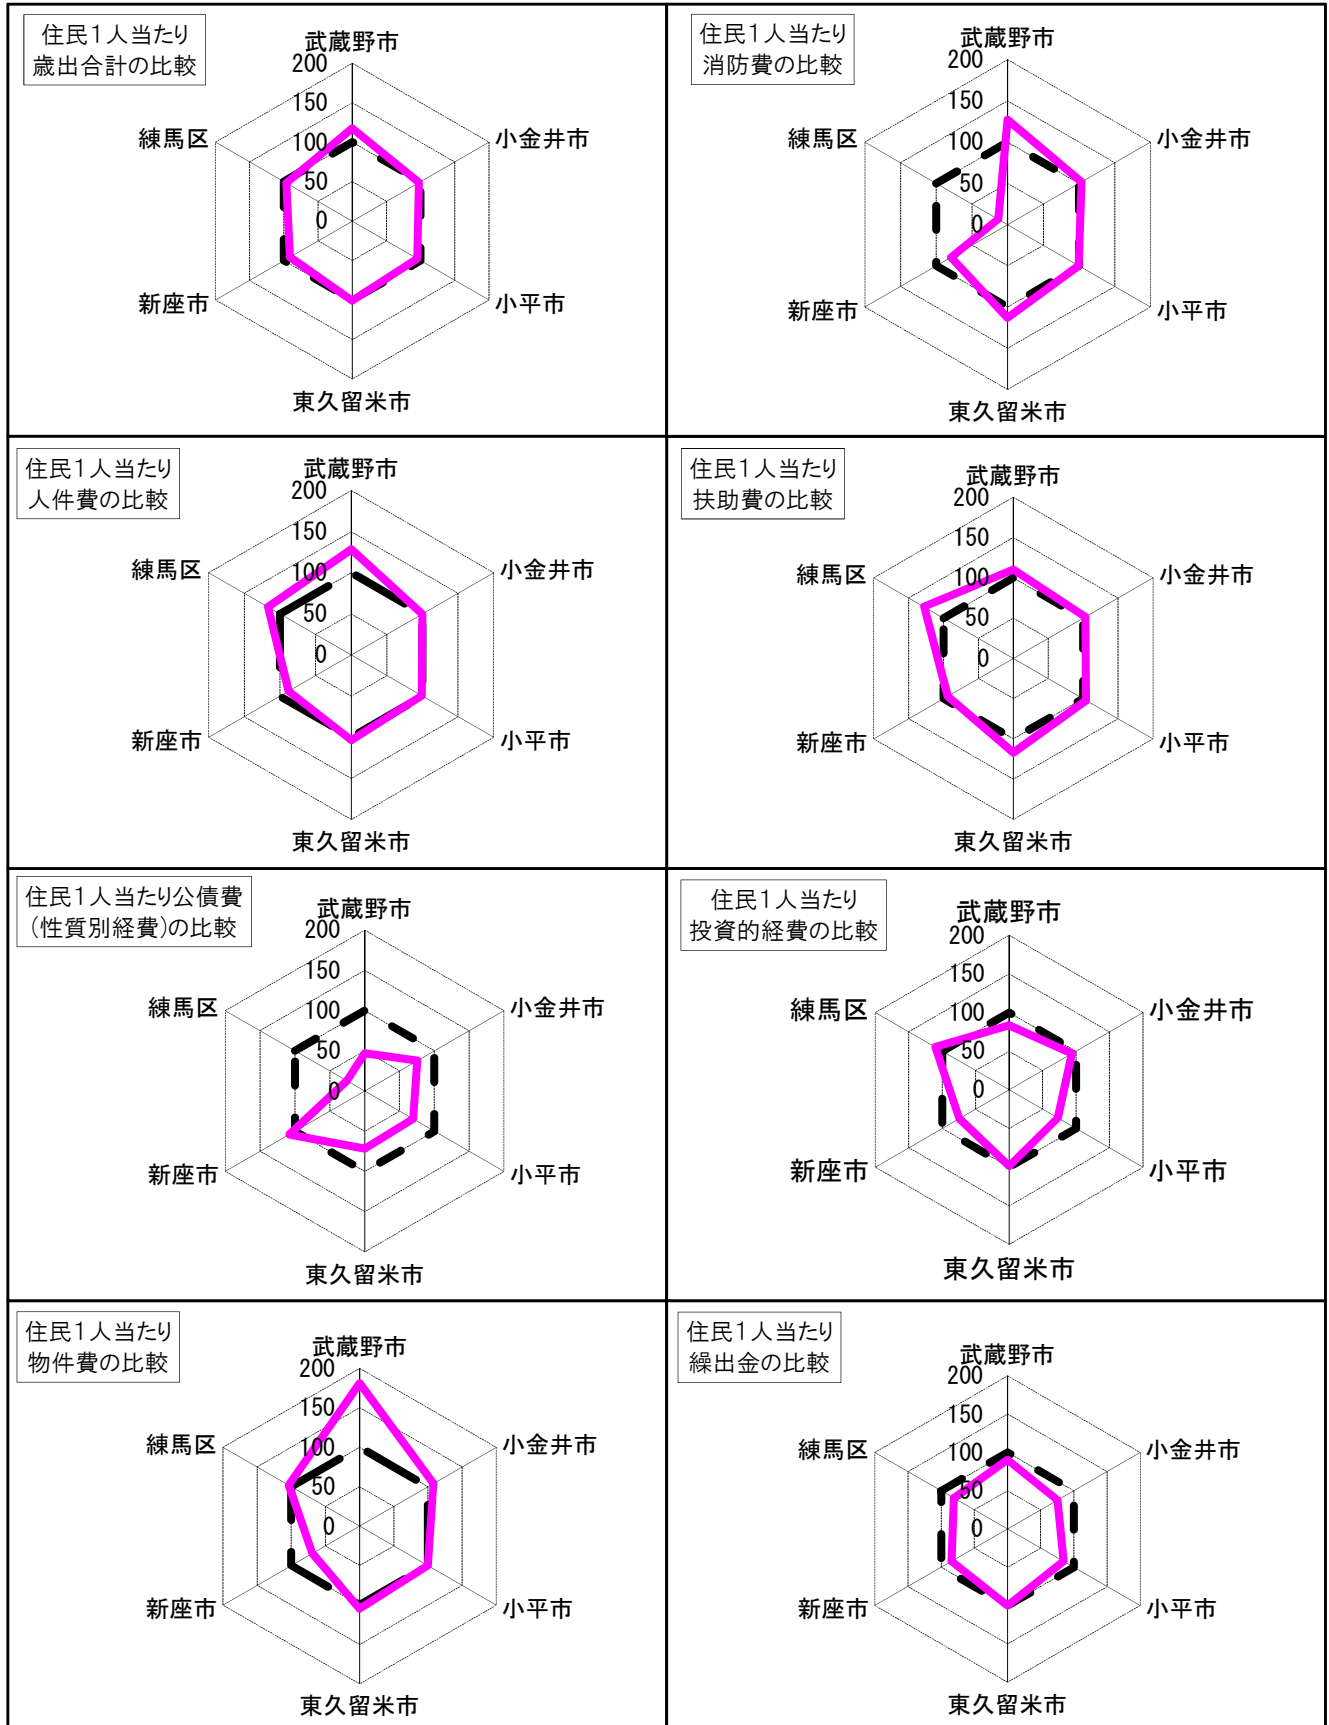 住民１人当たり
歳出合計の比較
武蔵野市
200
150
100
50
0
練馬区
小金井市
新座市
小平市
東久留米市
住民１人当たり
消防費の比較
武蔵野市
200
150
100
50
0
練馬区
小金井市
新座市
小平市
東久留米市
住民１人当たり
人件費の比較
武蔵野市
200
150
100
50
0
練馬区
小金井市
新座市
小平市
東久留米市
住民１人当たり
扶助費の比較
武蔵野市
200
150
100
50
0
練馬区
小金井市
新座市
小平市
東久留米市
住民１人当たり公債費
（性質別経費）の比較
武蔵野市
200
150
100
50
0
練馬区
小金井市
新座市
小平市
東久留米市
住民１人当たり
投資的経費の比較
武蔵野市
200
150
100
50
0
練馬区
小金井市
新座市
小平市
東久留米市
住民１人当たり
物件費の比較
武蔵野市
200
150
100
50
0
練馬区
小金井市
新座市
小平市
東久留米市
住民１人当たり
繰出金の比較
武蔵野市
200
150
100
50
0
練馬区
小金井市
新座市
小平市
東久留米市